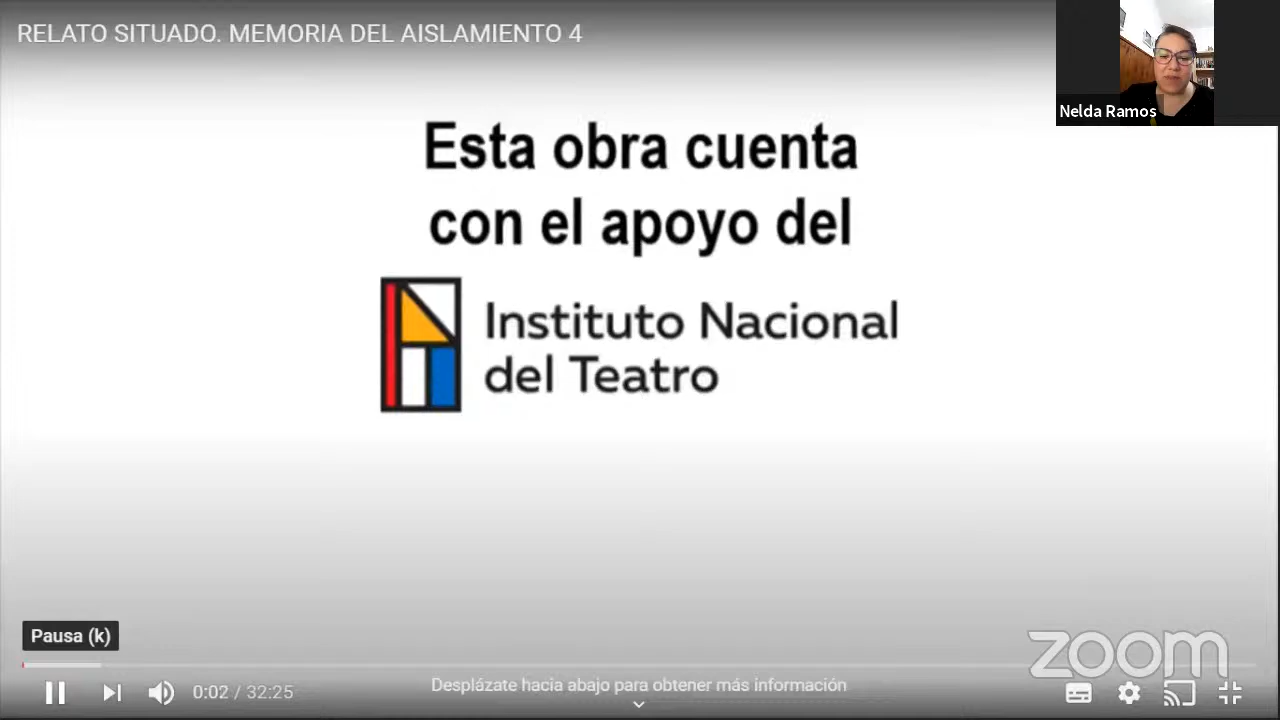 RELATO SITUADO. MEMORIA DEL AISLAMIENTO 4
Nelda Ramos
Esta obra cuenta
con el apoyo del
Instituto Nacional
del Teatro
Pausa (k)
zoom
0:02 / 32:25
Desplázate hacia abajo para obtener más información